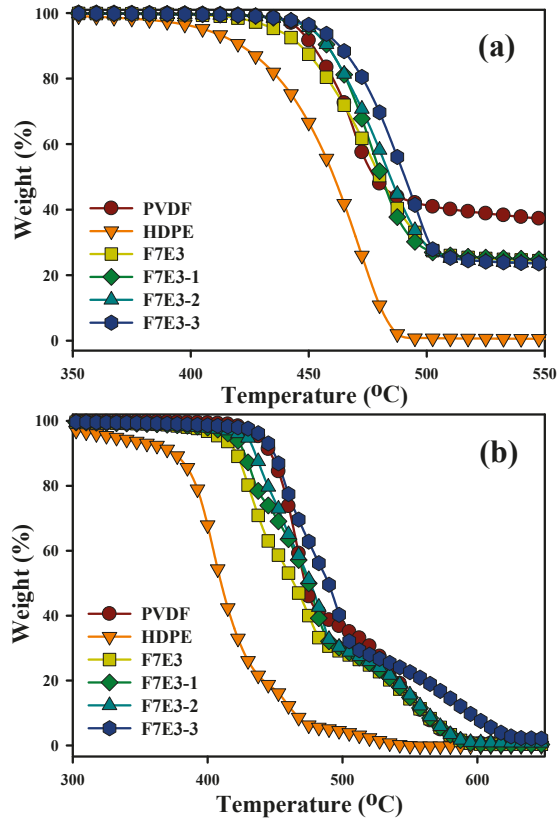 (a)
100
80
60
40
20
0
Weight (%)
PVDF
HDPE
F7E3
F7E3-1
F7E3-2
F7E3-3
350 400 450 500 550
Temperature (ºC)
(b)
100
80
60
40
20
0
Weight (%)
PVDF
HDPE
F7E3
F7E3-1
F7E3-2
F7E3-3
300 400 500 600
Temperature (ºC)